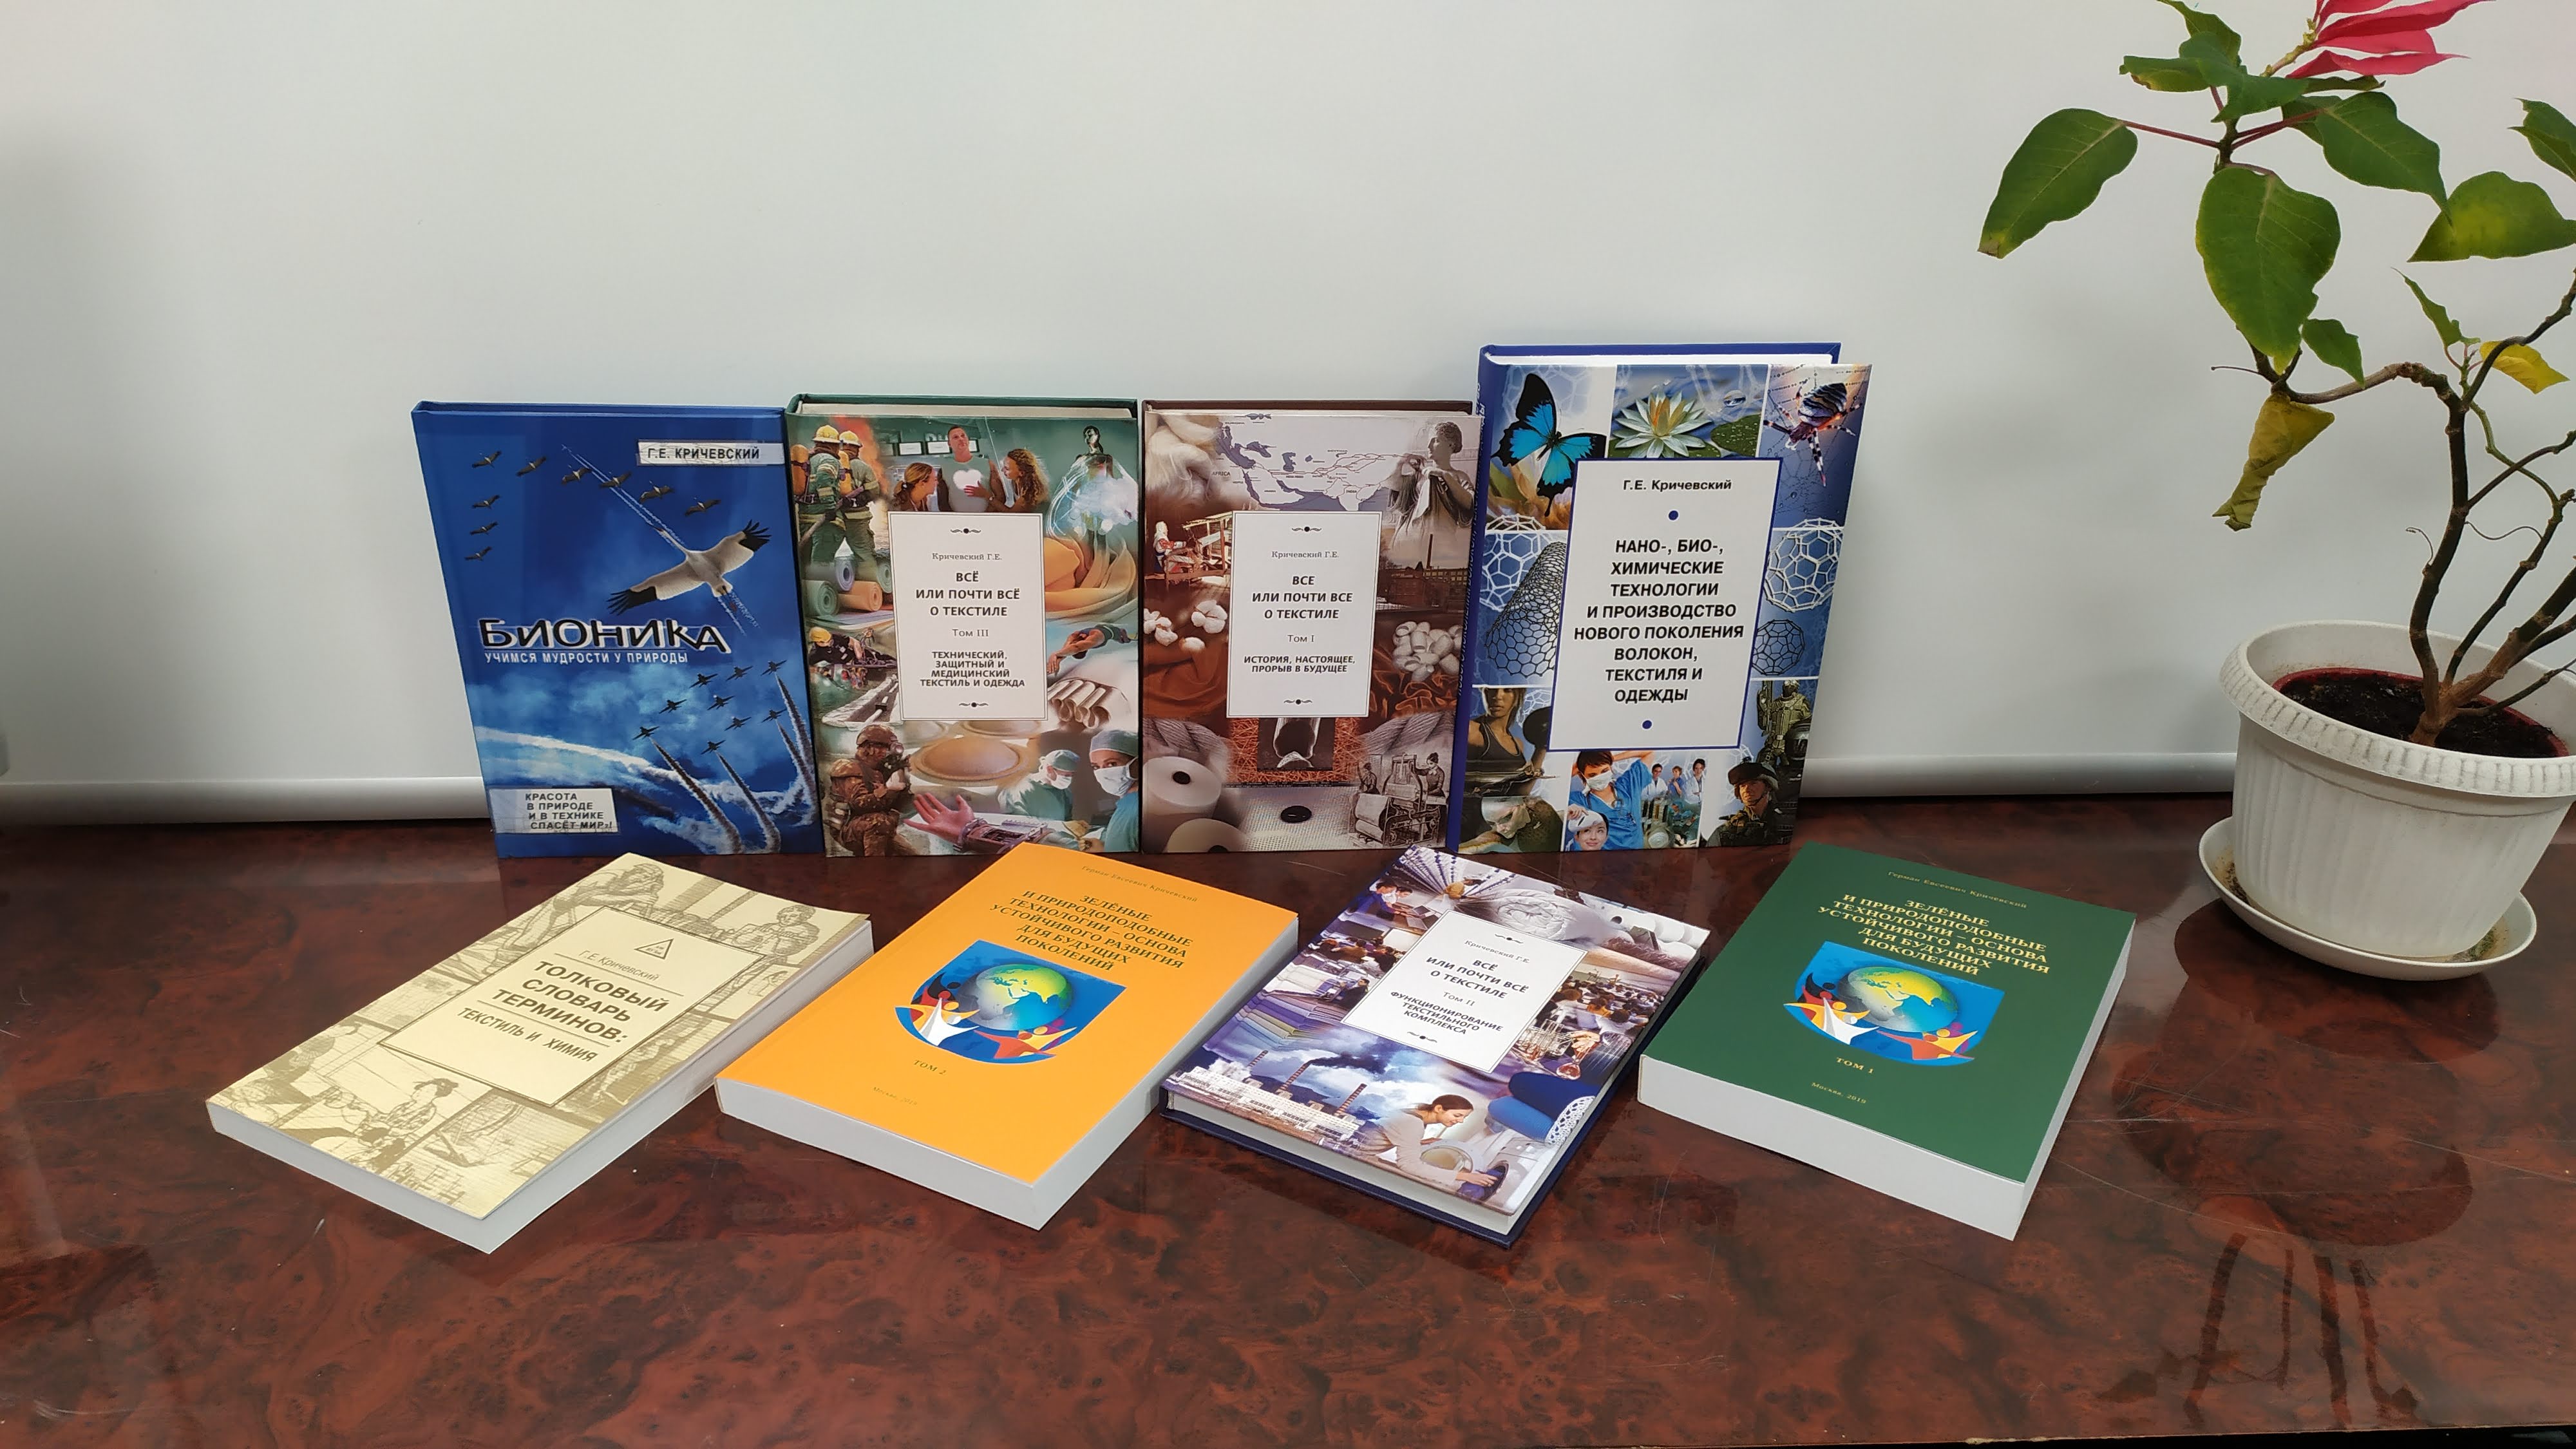 Г.Е. КРИЧЕВСКИЙ
БИОНИКА
УЧИМСЯ МУДРОСТИ У ПРИРОДЫ
КРАСОТА
В ПРИРОДЕ
И В ТЕХНИКЕ
СПАСЁТ МИР!
Кричевский Г.Е.
ВСЁ
ИЛИ ПОЧТИ ВСЁ
О ТЕКСТИЛЕ
Том III
ТЕХНИЧЕСКИЙ,
ЗАЩИТНЫЙ И
МЕДИЦИНСКИЙ
ТЕКСТИЛЬ И ОДЕЖДА
Кричевский Г.Е.
ВСЕ
ИЛИ ПОЧТИ ВСЕ
О ТЕКСТИЛЕ
Том I
ИСТОРИЯ, НАСТОЯЩЕЕ,
ПРОРЫВ В БУДУЩЕЕ
Г.Е. Кричевский
НАНО-, БИО-,
ХИМИЧЕСКИЕ
ТЕХНОЛОГИИ
И ПРОИЗВОДСТВО
НОВОГО ПОКОЛЕНИЯ
ВОЛОКОН,
ТЕКСТИЛЯ И
ОДЕЖДЫ
Г.Е. Кричевский
ТОЛКОВЫЙ
СЛОВАРЬ
ТЕРМИНОВ:
ТЕКСТИЛЬ И ХИМИЯ
Герман Евсеевич Кричевский
ЗЕЛЁНЫЕ
И ПРИРОДОПОДОБНЫЕ
ТЕХНОЛОГИИ – ОСНОВА
УСТОЙЧИВОГО РАЗВИТИЯ
ДЛЯ БУДУЩИХ
ПОКОЛЕНИЙ
ТОМ 2
Москва, 2019
Кричевский Г.Е.
ВСЁ
ИЛИ ПОЧТИ ВСЁ
О ТЕКСТИЛЕ
Том II
ФУНКЦИОНИРОВАНИЕ
ТЕКСТИЛЬНОГО
КОМПЛЕКСА
Герман Евсеевич Кричевский
ЗЕЛЁНЫЕ
И ПРИРОДОПОДОБНЫЕ
ТЕХНОЛОГИИ – ОСНОВА
УСТОЙЧИВОГО РАЗВИТИЯ
ДЛЯ БУДУЩИХ
ПОКОЛЕНИЙ
ТОМ 1
Москва, 2019